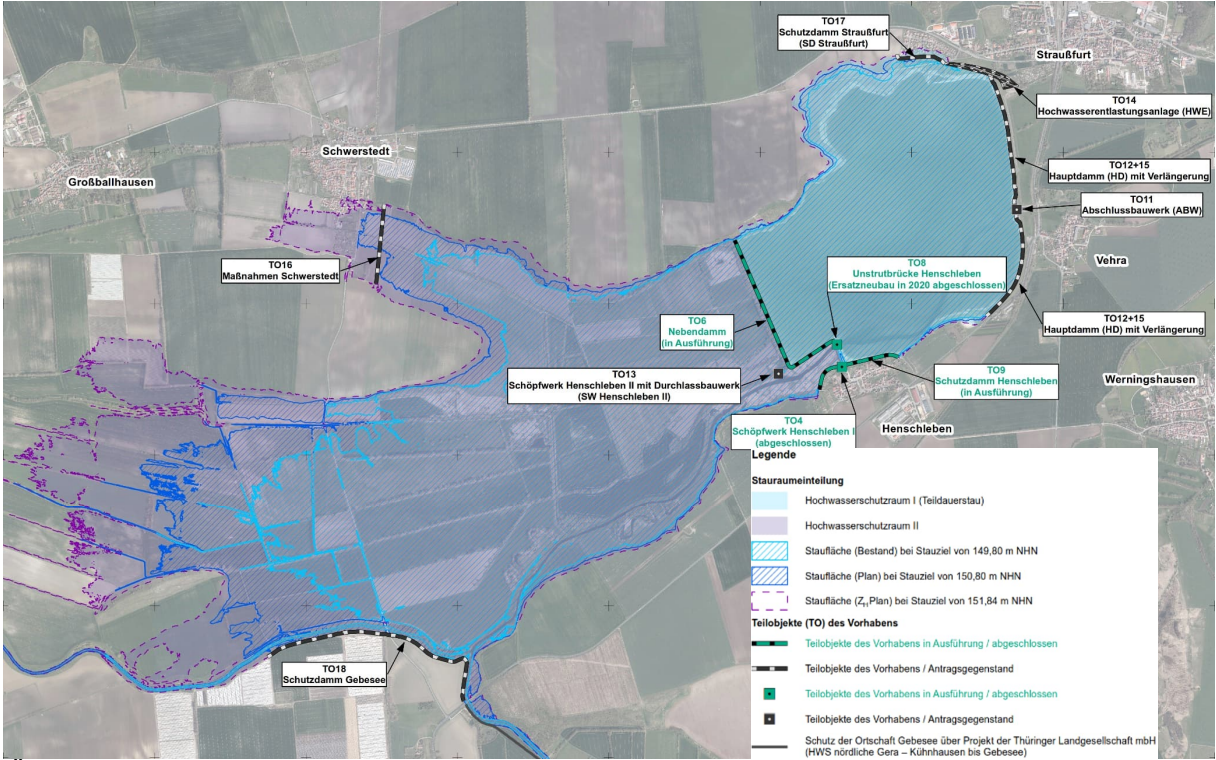 TO17
Schutzdamm Straußfurt
(SD Straußfurt)
Straußfurt
TO14
Hochwasserentlastungsanlage (HWE)
Schwerstedt
Großballhausen
TO12+15
Hauptdamm (HD) mit Verlängerung
TO11
Abschlussbauwerk (ABW)
TO16
Maßnahmen Schwerstedt
TO8
Unstrutbrücke Henschleben
(Ersatzneubau in 2020 abgeschlossen)
Vehra
TO6
Nebendamm
(in Ausführung)
TO12+15
Hauptdamm (HD) mit Verlängerung
TO13
Schöpfwerk Henschleben II mit Durchlassbauwerk
(SW Henschleben II)
TO9
Schutzdamm Henschleben
(in Ausführung)
Werningshausen
TO4
Schöpfwerk Henschleben I
(abgeschlossen)
Henschleben
TO18
Schutzdamm Gebesee
Legende
Stauraumeinteilung
Hochwasserschutzraum I (Teildauerstau)
Hochwasserschutzraum II
Staufläche (Bestand) bei Stauziel von 149,80 m NHN
Staufläche (Plan) bei Stauziel von 150,80 m NHN
Staufläche (ZH Plan) bei Stauziel von 151,84 m NHN
Teilobjekte (TO) des Vorhabens
Teilobjekte des Vorhabens in Ausführung / abgeschlossen
Teilobjekte des Vorhabens / Antragsgegenstand
Teilobjekte des Vorhabens in Ausführung / abgeschlossen
Teilobjekte des Vorhabens / Antragsgegenstand
Schutz der Ortschaft Gebesee über Projekt der Thüringer Landgesellschaft mbH
(HWS nördliche Gera – Kühnhausen bis Gebesee)